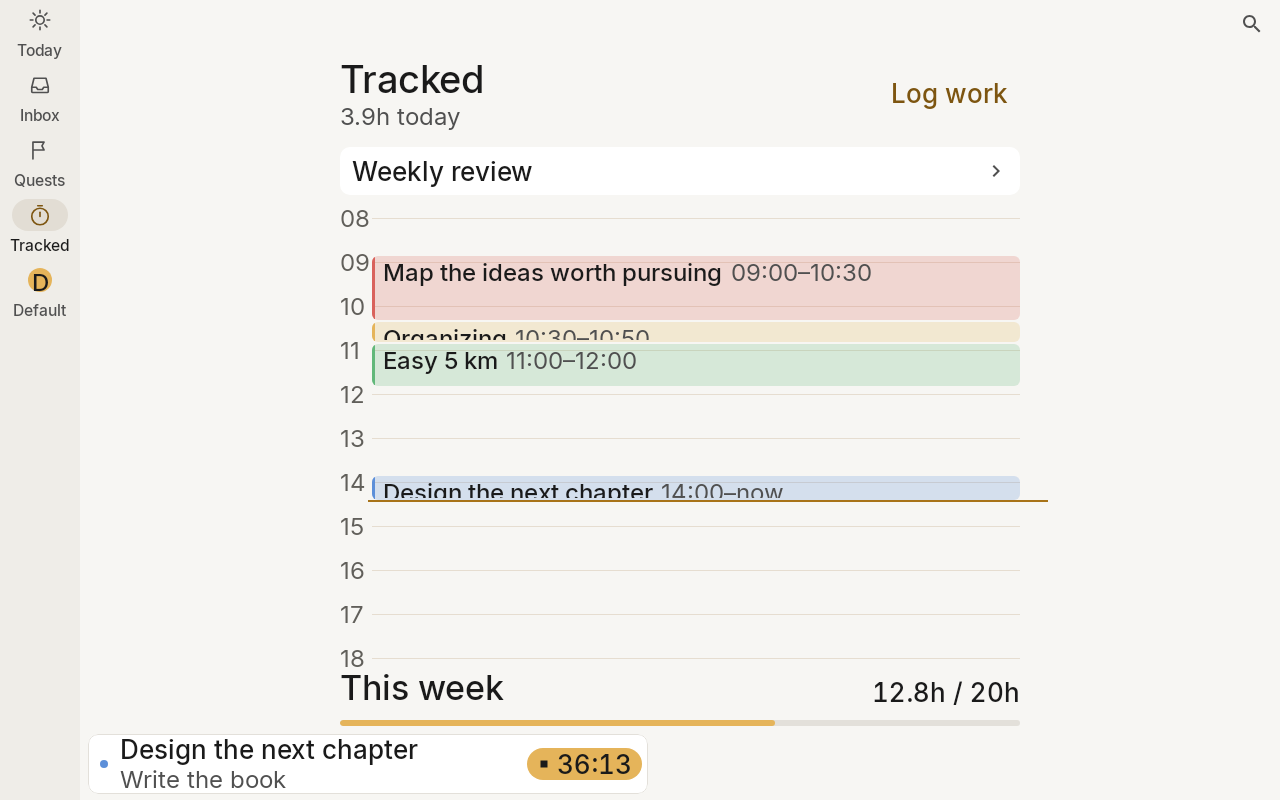 Today
Inbox
Quests
Tracked
D
Default
Tracked
3.9h today
Log work
Weekly review
08
09
Map the ideas worth pursuing 09:00–10:30
10
Organizing 10:30–10:50
11
Easy 5 km 11:00–12:00
12
13
14
Design the next chapter 14:00–now
15
16
17
18
This week
12.8h / 20h
Design the next chapter
Write the book
36:13